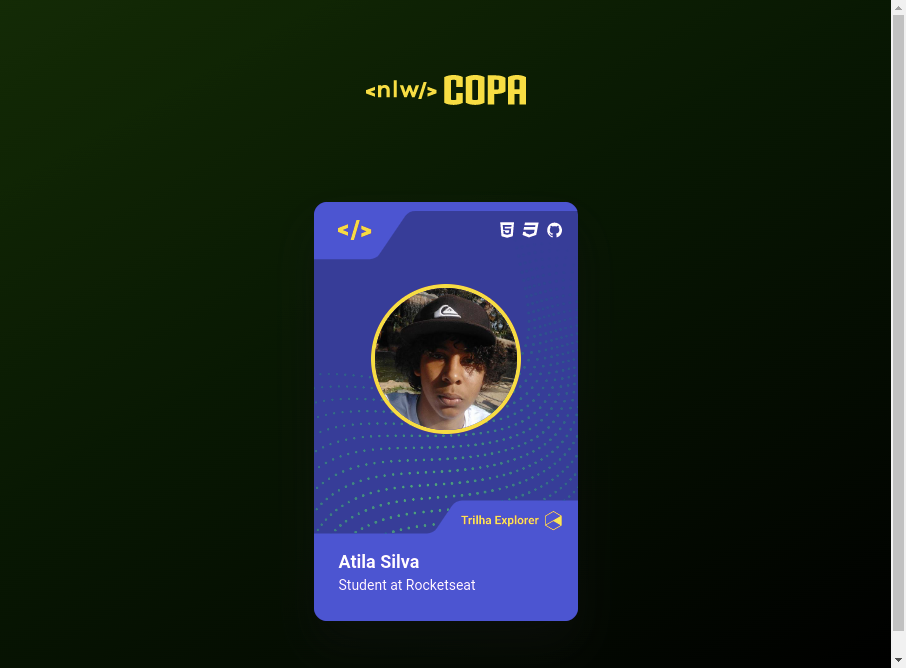 <nlw/> COPA
</>
Trilha Explorer
Atila Silva
Student at Rocketseat